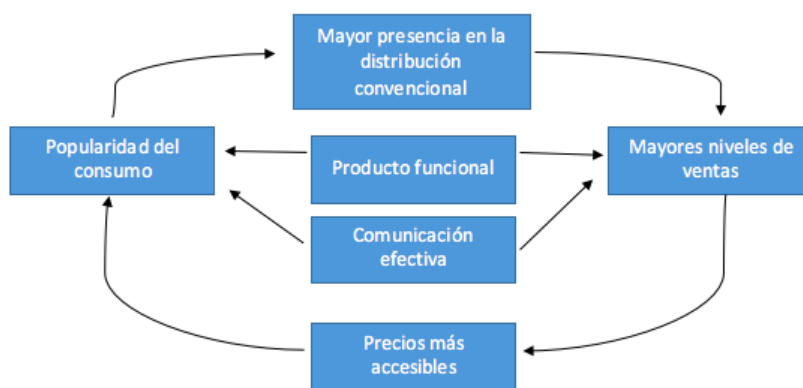 Mayor presencia en la
distribución
convencional
Popularidad del
consumo
Producto funcional
Mayores niveles de
ventas
Comunicación
efectiva
Precios más
accesibles